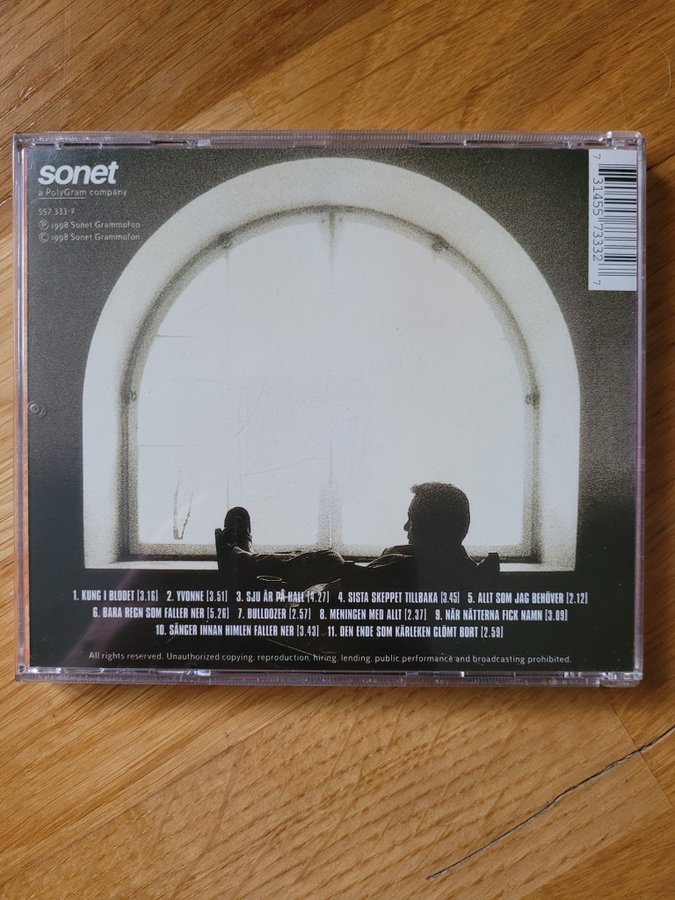 sonet
a PolyGram company
557 333-2
Ⓟ 1998 Sonet Grammofon
© 1998 Sonet Grammofon
7 31455 73332 7
1. KUNG I BLODET [3.16] 2. YVONNE [3.51] 3. SJU ÅR PÅ HALL [4.27] 4. SISTA SKEPPET TILLBAKA [3.45] 5. ALLT SOM JAG BEHÖVER [2.12]
6. BABA REGN SOM FALLER NER [5.26] 7. BULLDOZER [2.57] 8. MENINGEN MED ALLT [2.37] 9. NÄR NÄTTERNA FICK NAMN [3.09]
10. SÅNGER INNAN HIMLEN FALLER NER [3.43] 11. DEN ENDE SOM KÄRLEKEN GLÖMT BORT [2.59]
All rights reserved. Unauthorized copying, reproduction, hiring, lending, public performance and broadcasting prohibited.